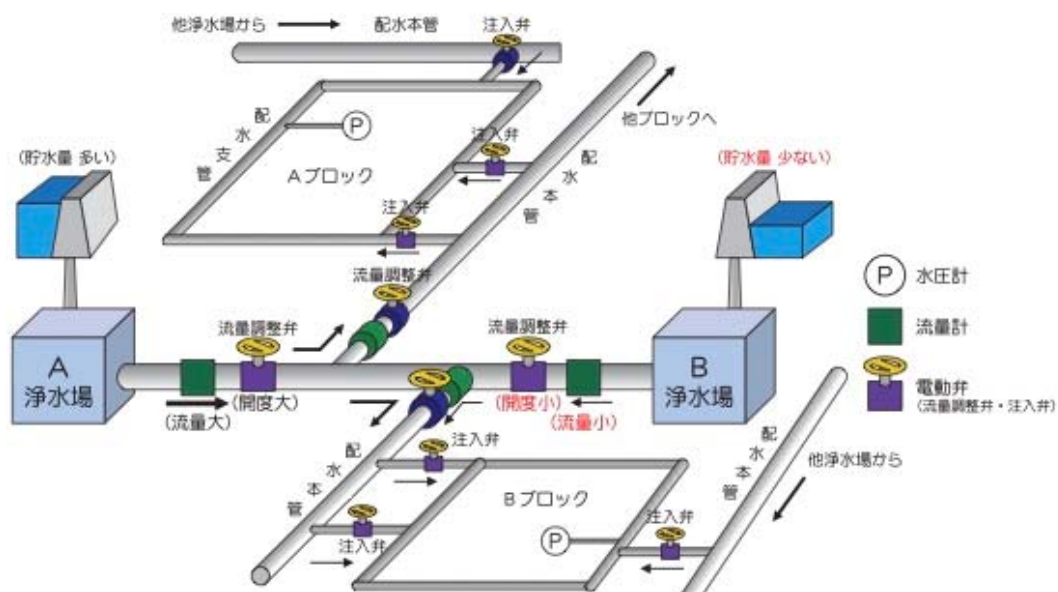 他浄水場から
配水本管
注入弁
配水支管
P
注入弁
他ブロックへ
(貯水量 多い)
Aブロック
配水本管
(貯水量 少ない)
注入弁
流量調整弁
P 水圧計
流量計
電動弁
(流量調整弁・注入弁)
A
浄水場
流量調整弁
流量調整弁
B
浄水場
(開度大)
(流量大)
(開度小)
(流量小)
配水本管
注入弁
配水本管
他浄水場から
Bブロック
注入弁
P
注入弁